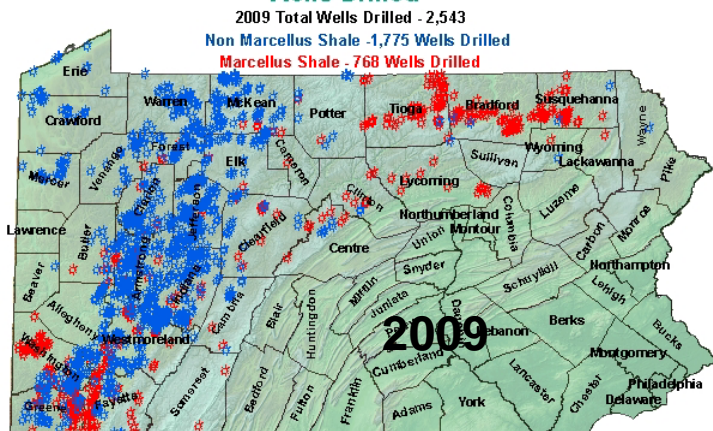 Wells Drilled
2009 Total Wells Drilled - 2,543
Non Marcellus Shale -1,775 Wells Drilled
Marcellus Shale - 768 Wells Drilled
Erie
Crawford
Warren
McKean
Potter
Tioga
Bradford
Susquehanna
Wayne
Forest
Elk
Cameron
Wyoming
Lackawanna
Sullivan
Pike
Mercer
Venango
Clarion
Jefferson
Clearfield
Clinton
Lycoming
Luzerne
Monroe
Lawrence
Butler
Armstrong
Indiana
Centre
Northumberland
Montour
Columbia
Union
Carbon
Northampton
Beaver
Allegheny
Cambria
Blair
Huntingdon
Mifflin
Juniata
Snyder
Schuylkill
Lehigh
Washington
Westmoreland
2009
Lebanon
Berks
Bucks
Greene
Fayette
Somerset
Bedford
Fulton
Franklin
Cumberland
Montgomery
Adams
York
Lancaster
Chester
Philadelphia
Delaware